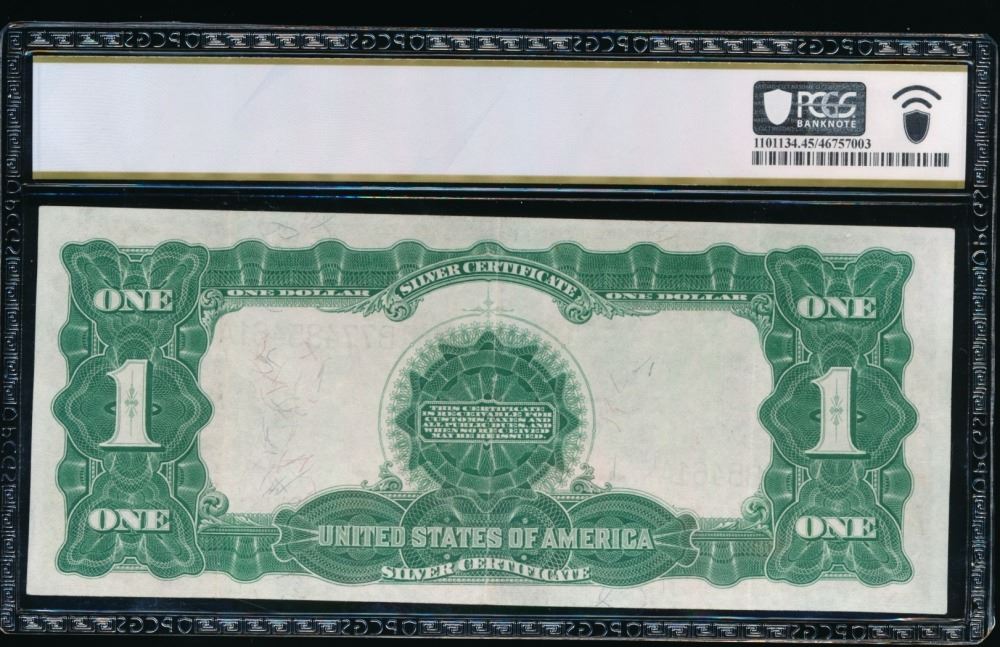 PCGS
BANKNOTE
1101134.45/46757003
SILVER CERTIFICATE
ONE DOLLAR ONE DOLLAR
ONE ONE
THIS CERTIFICATE
IS RECEIVABLE FOR
CUSTOMS, TAXES AND
ALL PUBLIC DUES, AND
WHEN SO RECEIVED
MAY BE REISSUED.
1 1
ONE ONE
UNITED STATES OF AMERICA
SILVER CERTIFICATE